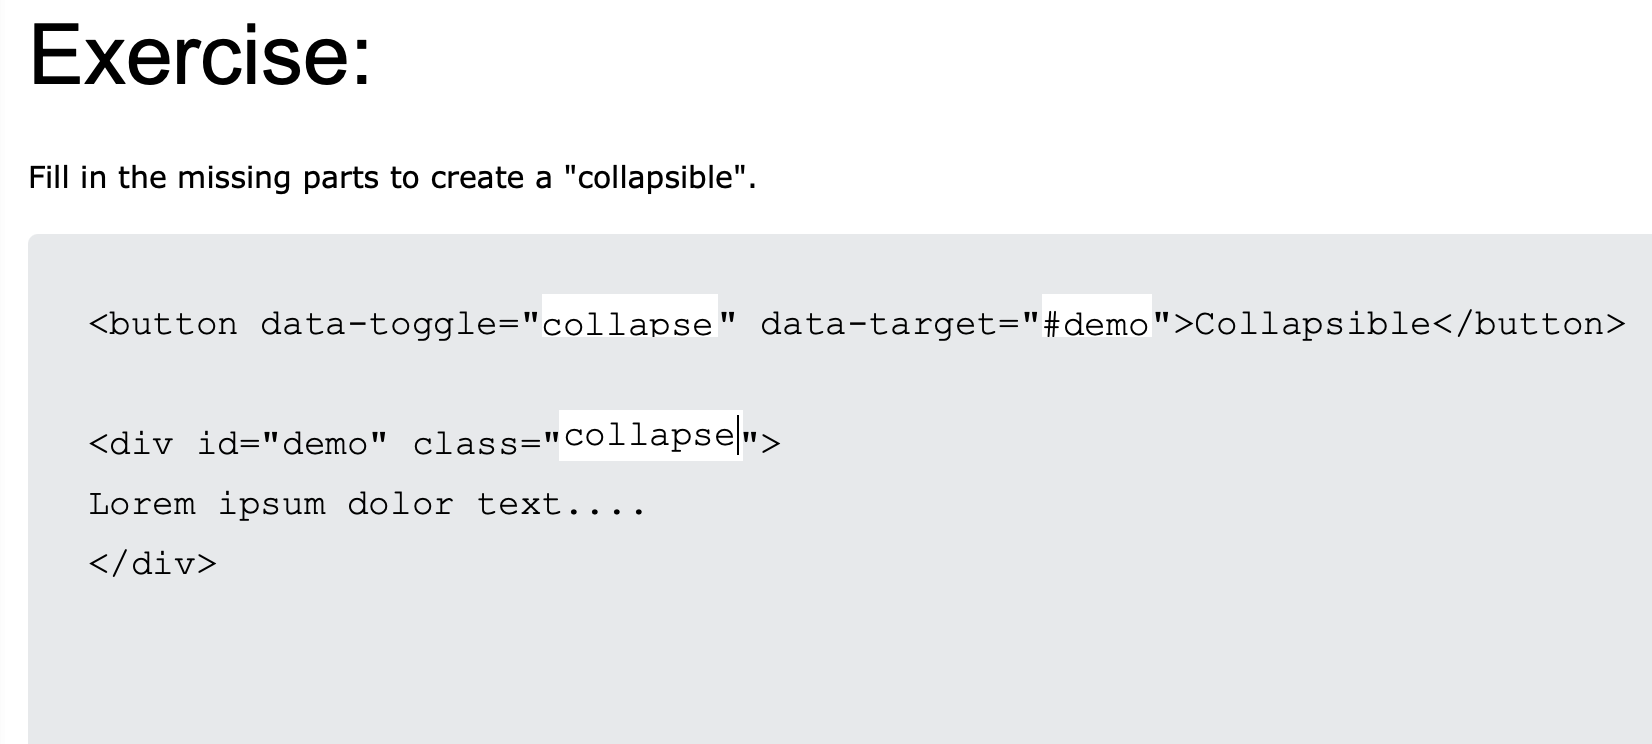 Exercise:
Fill in the missing parts to create a "collapsible".
<button data-toggle="collapse" data-target="#demo">Collapsible</button>
<div id="demo" class="collapse">
Lorem ipsum dolor text....
</div>